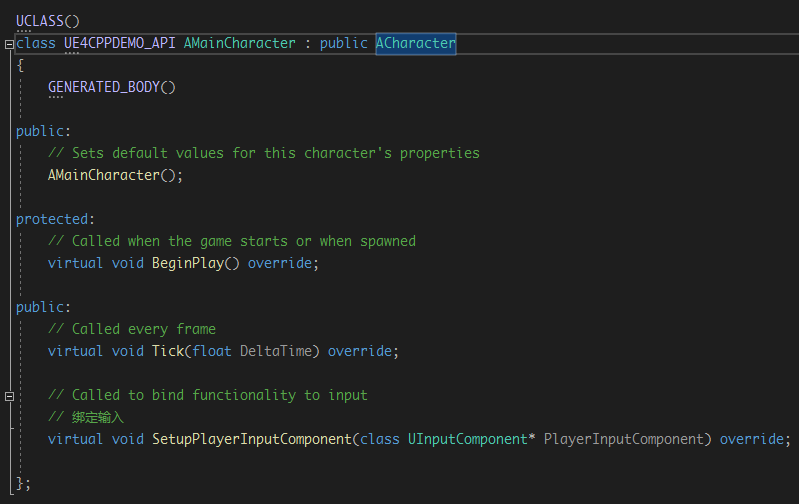 UCLASS()
class UE4CPPDEMO_API AMainCharacter : public ACharacter
{
GENERATED_BODY()
public:
// Sets default values for this character's properties
AMainCharacter();
protected:
// Called when the game starts or when spawned
virtual void BeginPlay() override;
public:
// Called every frame
virtual void Tick(float DeltaTime) override;
// Called to bind functionality to input
// 绑定输入
virtual void SetupPlayerInputComponent(class UInputComponent* PlayerInputComponent) override;
};